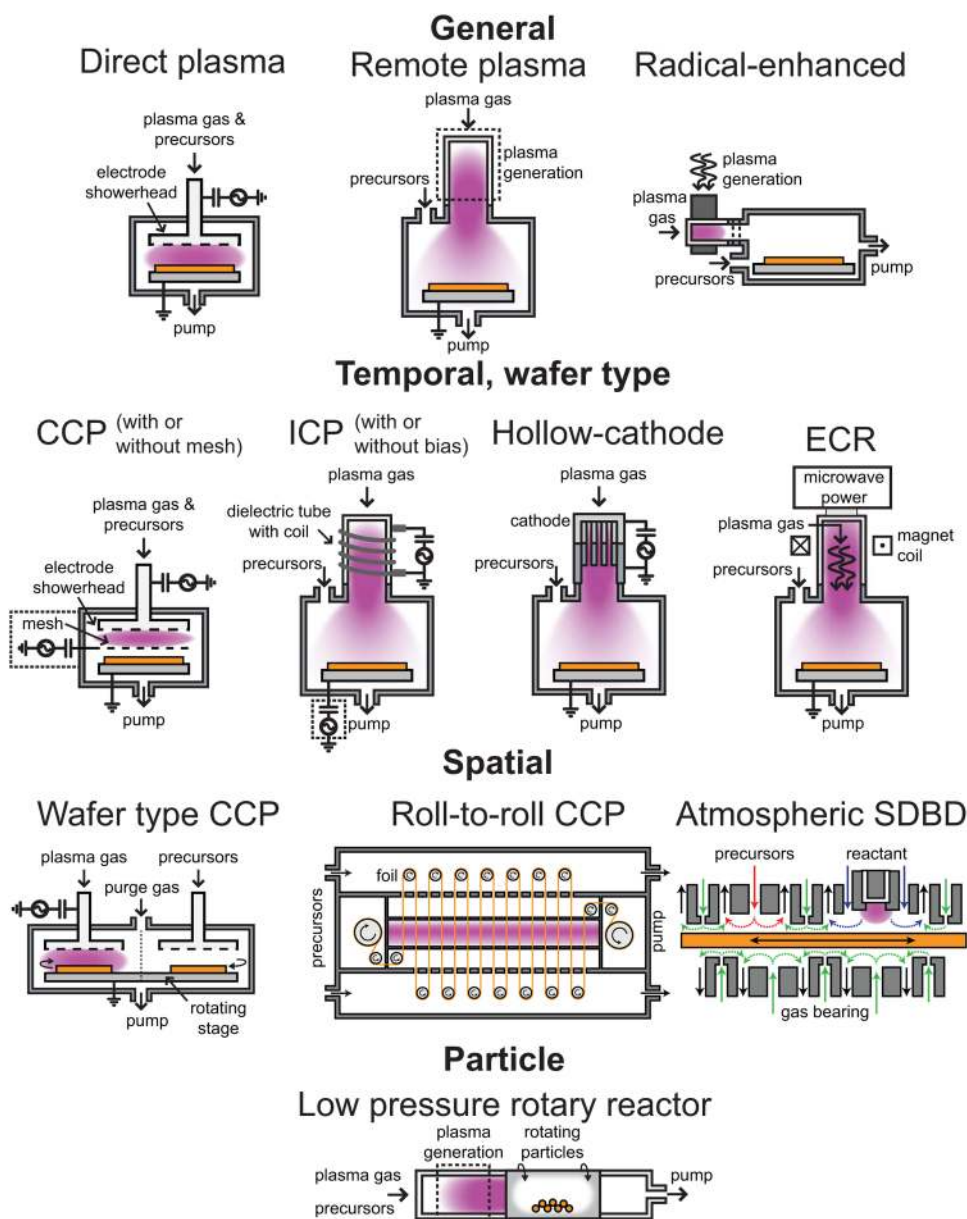 General
Direct plasma
Remote plasma
Radical-enhanced
plasma gas &
precursors
electrode
showerhead
pump
plasma gas
precursors
plasma
generation
pump
plasma
generation
plasma
gas
precursors
pump
Temporal, wafer type
CCP (with or
without mesh)
ICP (with or
without bias)
Hollow-cathode
ECR
plasma gas &
precursors
electrode
showerhead
mesh
pump
plasma gas
dielectric tube
with coil
precursors
pump
plasma gas
cathode
precursors
pump
microwave
power
plasma gas
magnet
coil
precursors
pump
Spatial
Wafer type CCP
Roll-to-roll CCP
Atmospheric SDBD
plasma gas
precursors
purge gas
pump
rotating
stage
foil
precursors
pump
precursors
reactant
gas bearing
Particle
Low pressure rotary reactor
plasma
generation
rotating
particles
plasma gas
precursors
pump